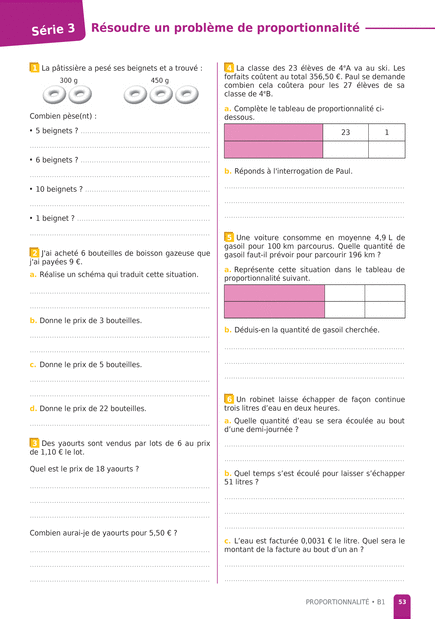 Série 3
Résoudre un problème de proportionnalité
1 La pâtissière a pesé ses beignets et a trouvé :
300 g
450 g
Combien pèse(nt) :
• 5 beignets ?
• 6 beignets ?
• 10 beignets ?
• 1 beignet ?
2 J'ai acheté 6 bouteilles de boisson gazeuse que
j'ai payées 9 €.
a. Réalise un schéma qui traduit cette situation.
b. Donne le prix de 3 bouteilles.
c. Donne le prix de 5 bouteilles.
d. Donne le prix de 22 bouteilles.
3 Des yaourts sont vendus par lots de 6 au prix
de 1,10 € le lot.
Quel est le prix de 18 yaourts ?
Combien aurai-je de yaourts pour 5,50 € ?
4 La classe des 23 élèves de 4ᵉA va au ski. Les
forfaits coûtent au total 356,50 €. Paul se demande
combien cela coûtera pour les 27 élèves de sa
classe de 4ᵉB.
a. Complète le tableau de proportionnalité ci-
dessous.
23 1
b. Réponds à l'interrogation de Paul.
5 Une voiture consomme en moyenne 4,9 L de
gasoil pour 100 km parcourus. Quelle quantité de
gasoil faut-il prévoir pour parcourir 196 km ?
a. Représente cette situation dans le tableau de
proportionnalité suivant.
b. Déduis-en la quantité de gasoil cherchée.
6 Un robinet laisse échapper de façon continue
trois litres d'eau en deux heures.
a. Quelle quantité d'eau se sera écoulée au bout
d'une demi-journée ?
b. Quel temps s'est écoulé pour laisser s'échapper
51 litres ?
c. L'eau est facturée 0,0031 € le litre. Quel sera le
montant de la facture au bout d'un an ?
PROPORTIONNALITÉ • B1 53